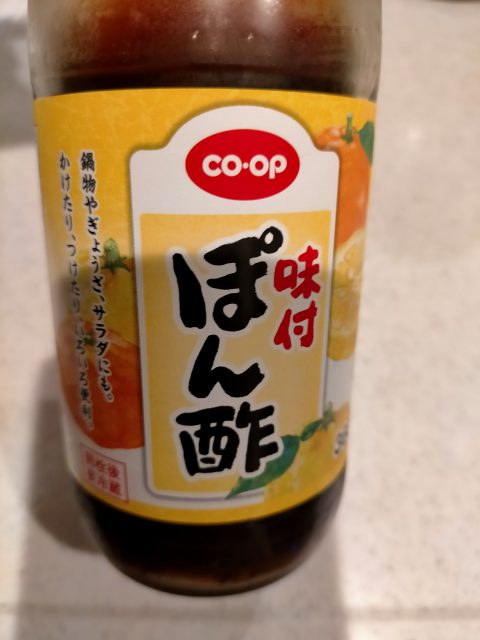 co·op
味付
ぽん酢
鍋物やぎょうざ、サラダにも。
かけたり、つけたり、いろいろ便利。
開栓後
要冷蔵